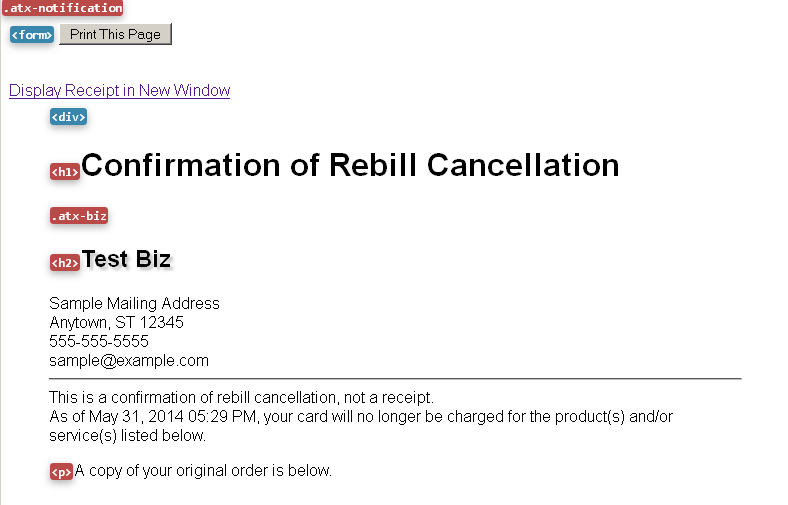 .atx-notification
<form> Print This Page
Display Receipt in New Window
<div>
<h1>Confirmation of Rebill Cancellation
.atx-biz
<h2>Test Biz
Sample Mailing Address
Anytown, ST 12345
555-555-5555
sample@example.com
This is a confirmation of rebill cancellation, not a receipt.
As of May 31, 2014 05:29 PM, your card will no longer be charged for the product(s) and/or
service(s) listed below.
<p>A copy of your original order is below.